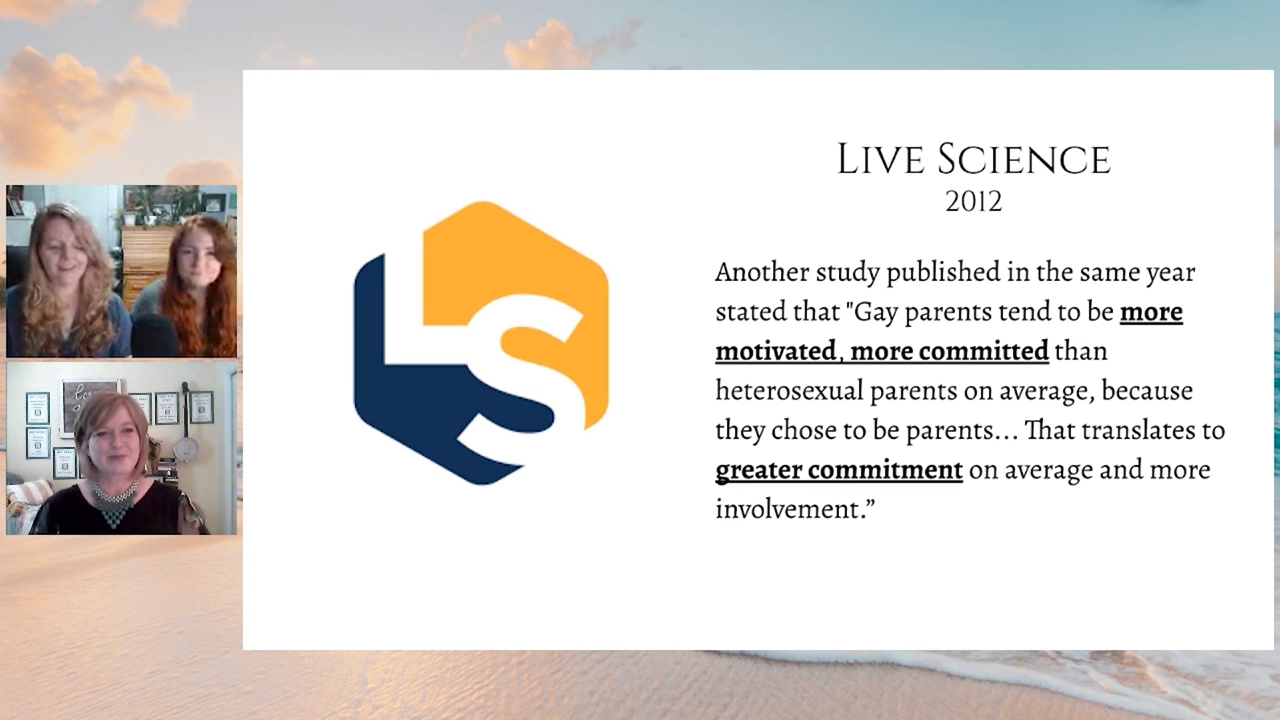 LIVE SCIENCE
2012
LS
Another study published in the same year
stated that "Gay parents tend to be more
motivated, more committed than
heterosexual parents on average, because
they chose to be parents... That translates to
greater commitment on average and more
involvement.”